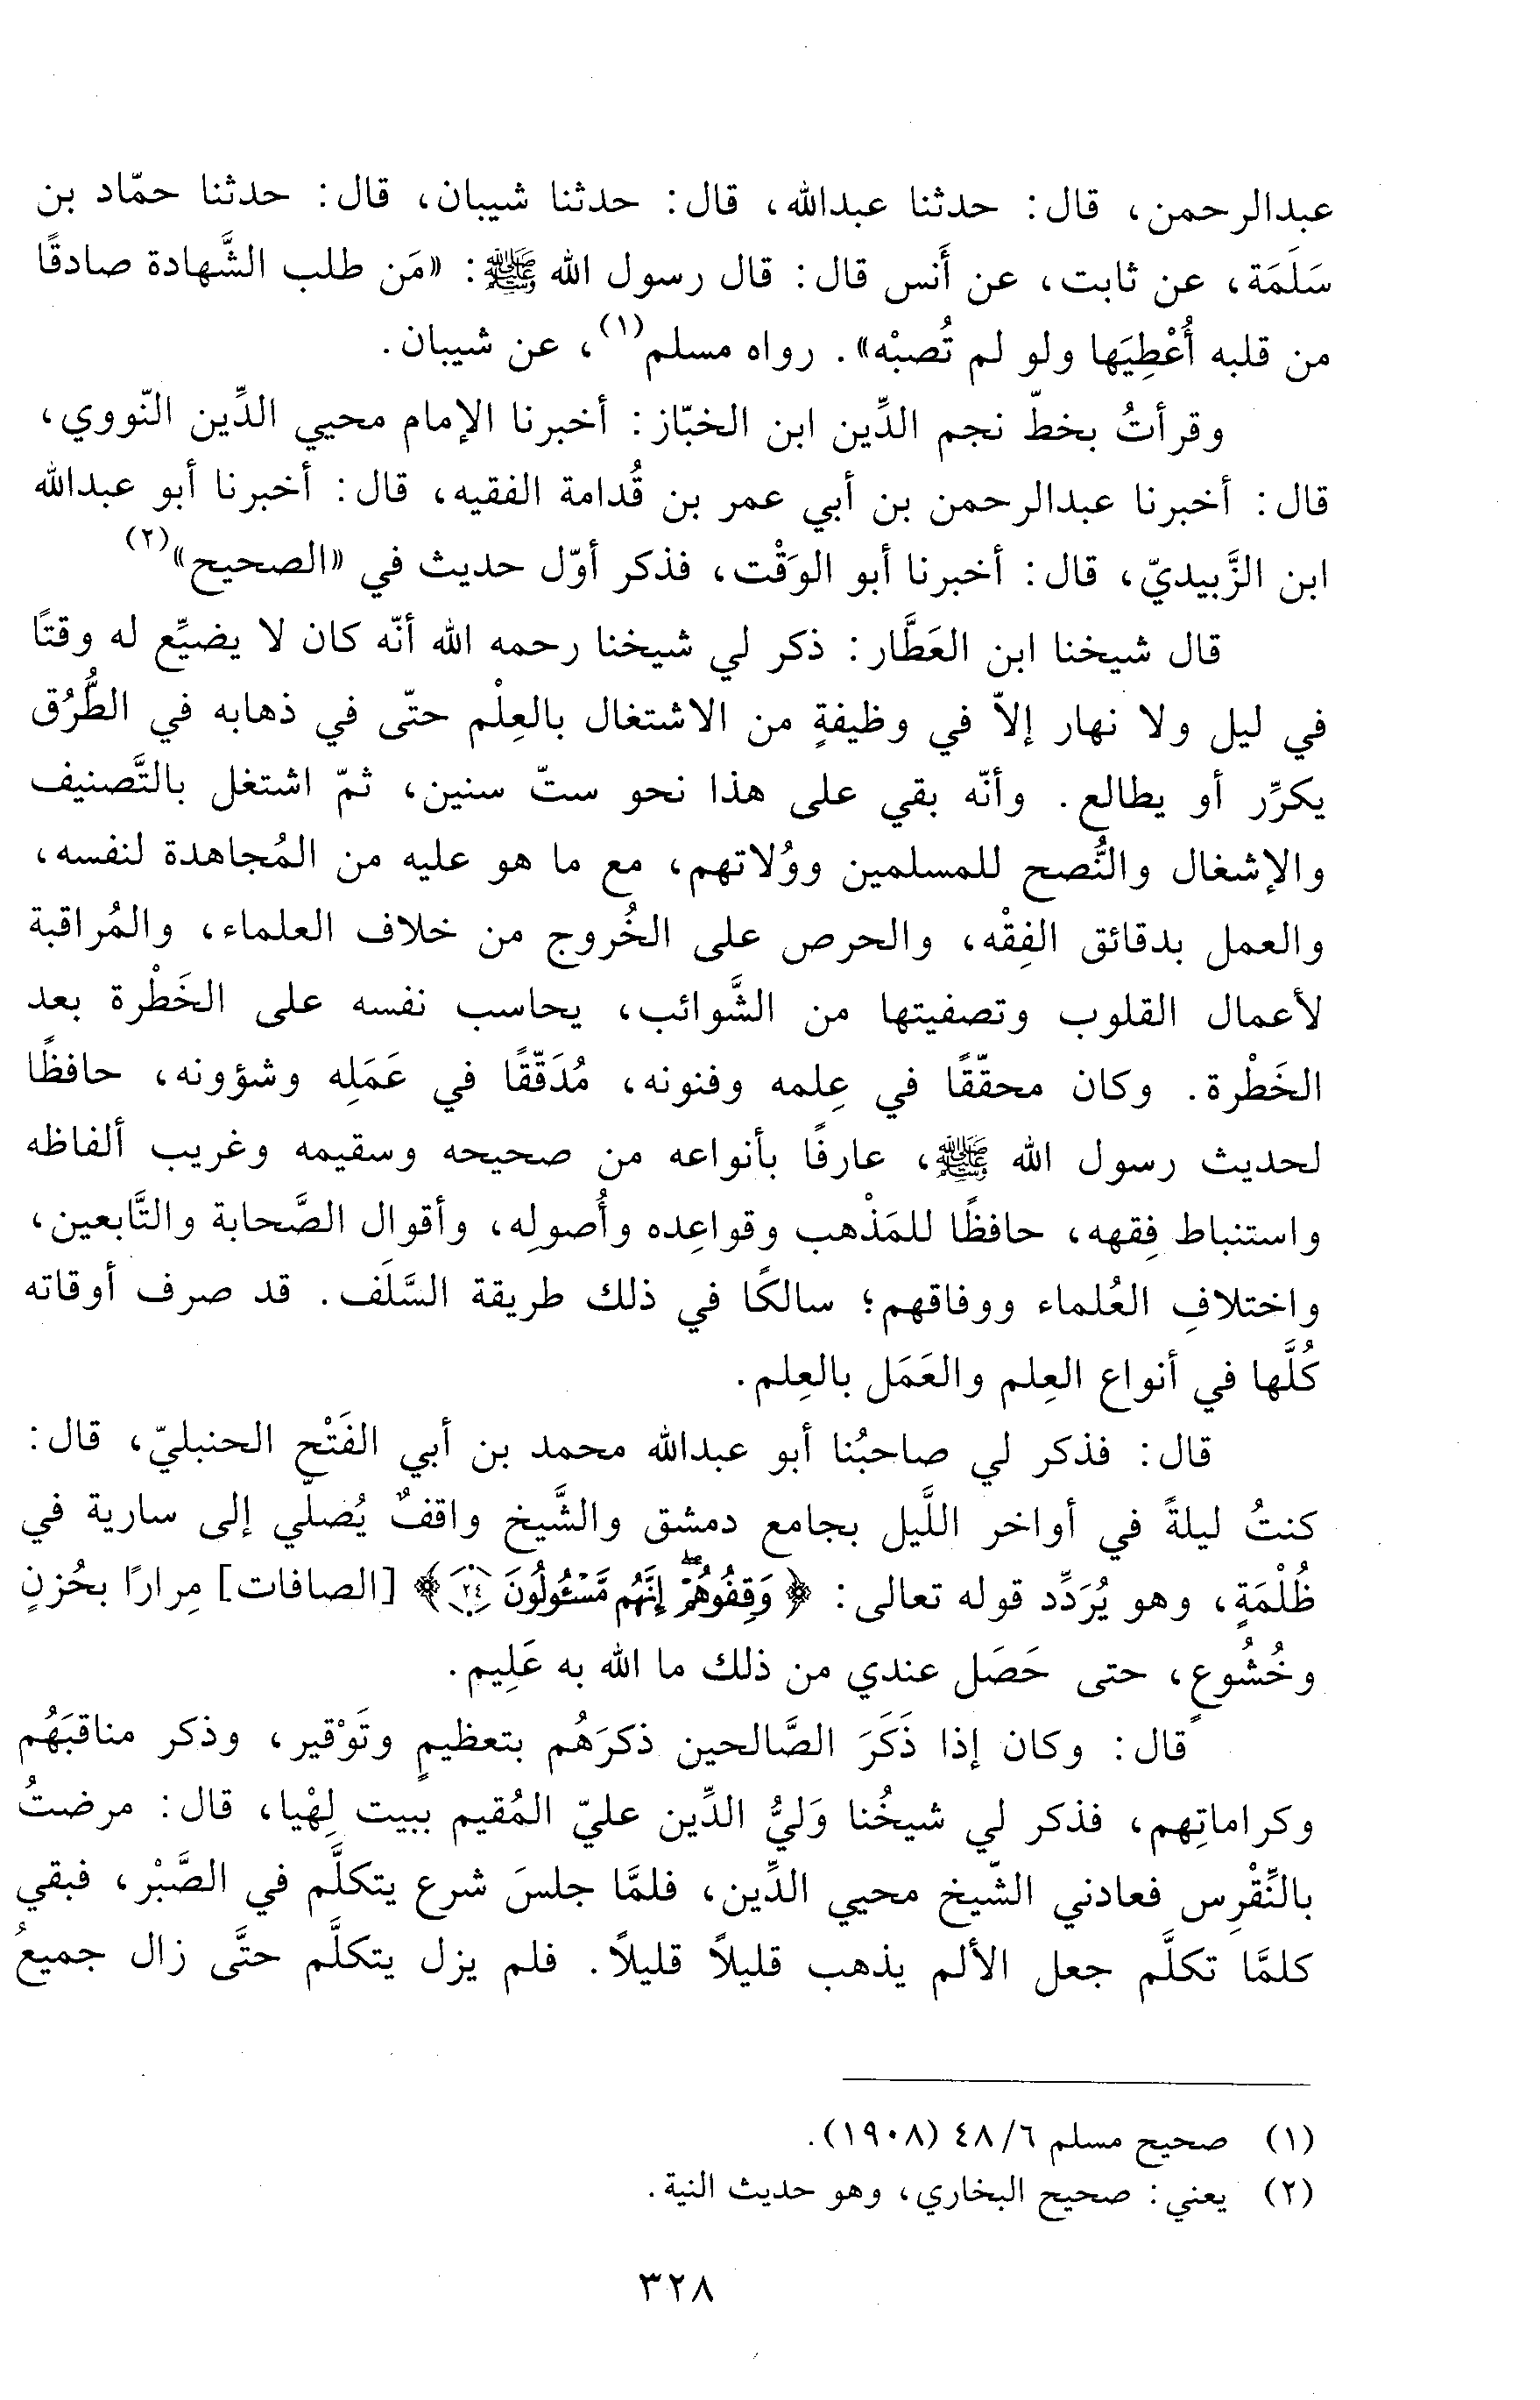 عبدالرحمن، قال: حدثنا عبدالله، قال: حدثنا شيبان، قال: حدثنا حمّاد بن
سَلَمَة، عن ثابت، عن أَنس قال: قال رسول الله ﷺ: «مَن طلب الشَّهادة صادقًا
من قلبه أُعْطِيَها ولو لم تُصبْه». رواه مسلم(١)، عن شيبان.
وقرأتُ بخطّ نجم الدِّين ابن الخبّاز: أخبرنا الإمام محيي الدِّين النّووي،
قال: أخبرنا عبدالرحمن بن أبي عمر بن قُدامة الفقيه، قال: أخبرنا أبو عبدالله
ابن الزَّبيديّ، قال: أخبرنا أبو الوَقْت، فذكر أوّل حديث في «الصحيح»(٢)
قال شيخنا ابن العَطَّار: ذكر لي شيخنا رحمه الله أنّه كان لا يضيِّع له وقتًا
في ليل ولا نهار إلاّ في وظيفةٍ من الاشتغال بالعِلْم حتّى في ذهابه في الطُّرُق
يكرِّر أو يطالع. وأنّه بقي على هذا نحو ستّ سنين، ثمّ اشتغل بالتَّصنيف
والإشغال والنُّصح للمسلمين ووُلاتهم، مع ما هو عليه من المُجاهدة لنفسه،
والعمل بدقائق الفِقْه، والحرص على الخُروج من خلاف العلماء، والمُراقبة
لأعمال القلوب وتصفيتها من الشَّوائب، يحاسب نفسه على الخَطْرة بعد
الخَطْرة. وكان محقّقًا في عِلمه وفنونه، مُدَقّقًا في عَمَلِه وشؤونه، حافظًا
لحديث رسول الله ﷺ، عارفًا بأنواعه من صحيحه وسقيمه وغريب ألفاظه
واستنباط فِقهه، حافظًا للمَذْهب وقواعِده وأُصولِه، وأقوال الصَّحابة والتَّابعين،
واختلافِ العُلماء ووفاقهم؛ سالكًا في ذلك طريقة السَّلَف. قد صرف أوقاته
كُلَّها في أنواع العِلم والعَمَل بالعِلم.
قال: فذكر لي صاحبُنا أبو عبدالله محمد بن أبي الفَتْح الحنبليّ، قال:
كنتُ ليلةً في أواخر اللَّيل بجامع دمشق والشَّيخ واقفٌ يُصلّي إلى سارية في
ظُلْمَةٍ، وهو يُرَدِّد قوله تعالى: ﴿وَقِفُوهُمْۖ إِنَّهُم مَّسْـُٔولُونَ ٢٤﴾ [الصافات] مِرارًا بحُزنٍ
وخُشُوعٍ، حتى حَصَل عندي من ذلك ما الله به عَلِيم.
قال: وكان إذا ذَكَرَ الصَّالحين ذكرَهُم بتعظيمٍ وتَوْقير، وذكر مناقبَهُم
وكراماتِهم، فذكر لي شيخُنا وَليُّ الدِّين عليّ المُقيم ببيت لِهْيا، قال: مرضتُ
بالنِّقْرِس فعادني الشّيخ محيي الدِّين، فلمَّا جلسَ شرع يتكلَّم في الصَّبْر، فبقي
كلمَّا تكلَّم جعل الألم يذهب قليلاً قليلاً. فلم يزل يتكلَّم حتَّى زال جميعُ
(١) صحيح مسلم ٤٨/٦ (١٩٠٨).
(٢) يعني: صحيح البخاري، وهو حديث النية.
٣٢٨